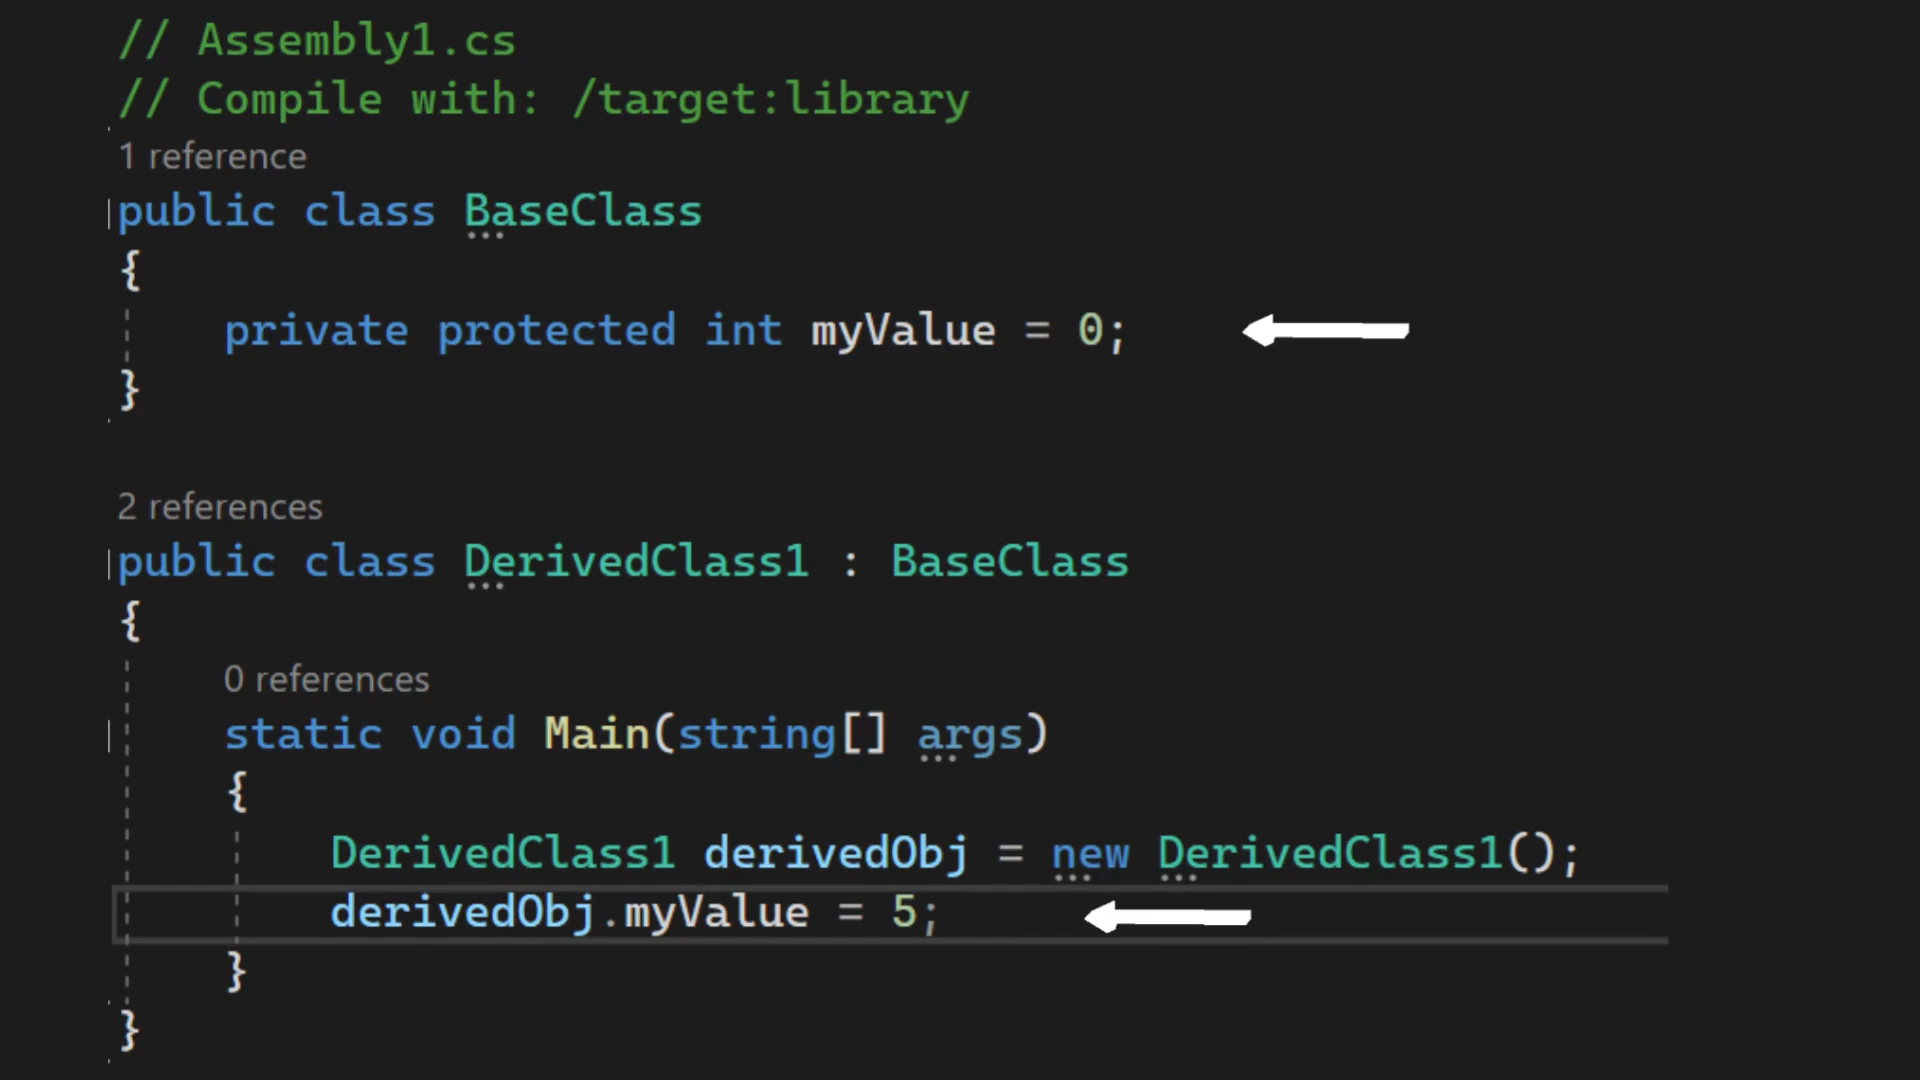 // Assembly1.cs
// Compile with: /target:library
1 reference
public class BaseClass
{
private protected int myValue = 0;
}
2 references
public class DerivedClass1 : BaseClass
{
0 references
static void Main(string[] args)
{
DerivedClass1 derivedObj = new DerivedClass1();
derivedObj.myValue = 5;
}
}